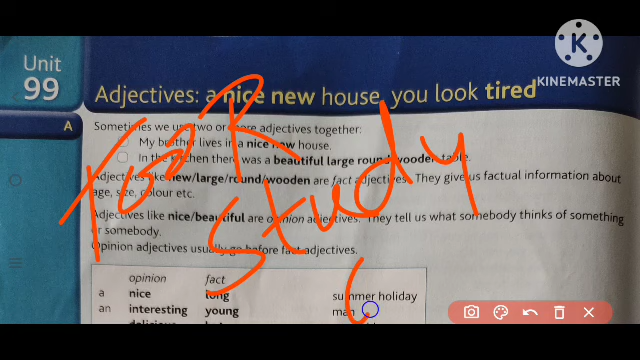 Unit
99
Adjectives: a nice new house, you look tired
KINEMASTER
A
Sometimes we use two or more adjectives together:
My brother lives in a nice new house.
In the kitchen there was a beautiful large round wooden table.
Adjectives like new/large/round/wooden are fact adjectives. They give us factual information about
age, size, colour etc.
Adjectives like nice/beautiful are opinion adjectives. They tell us what somebody thinks of something
or somebody.
Opinion adjectives usually go before fact adjectives.
opinion fact
a nice long summer holiday
an interesting young man
delicious hot
FOR
Study